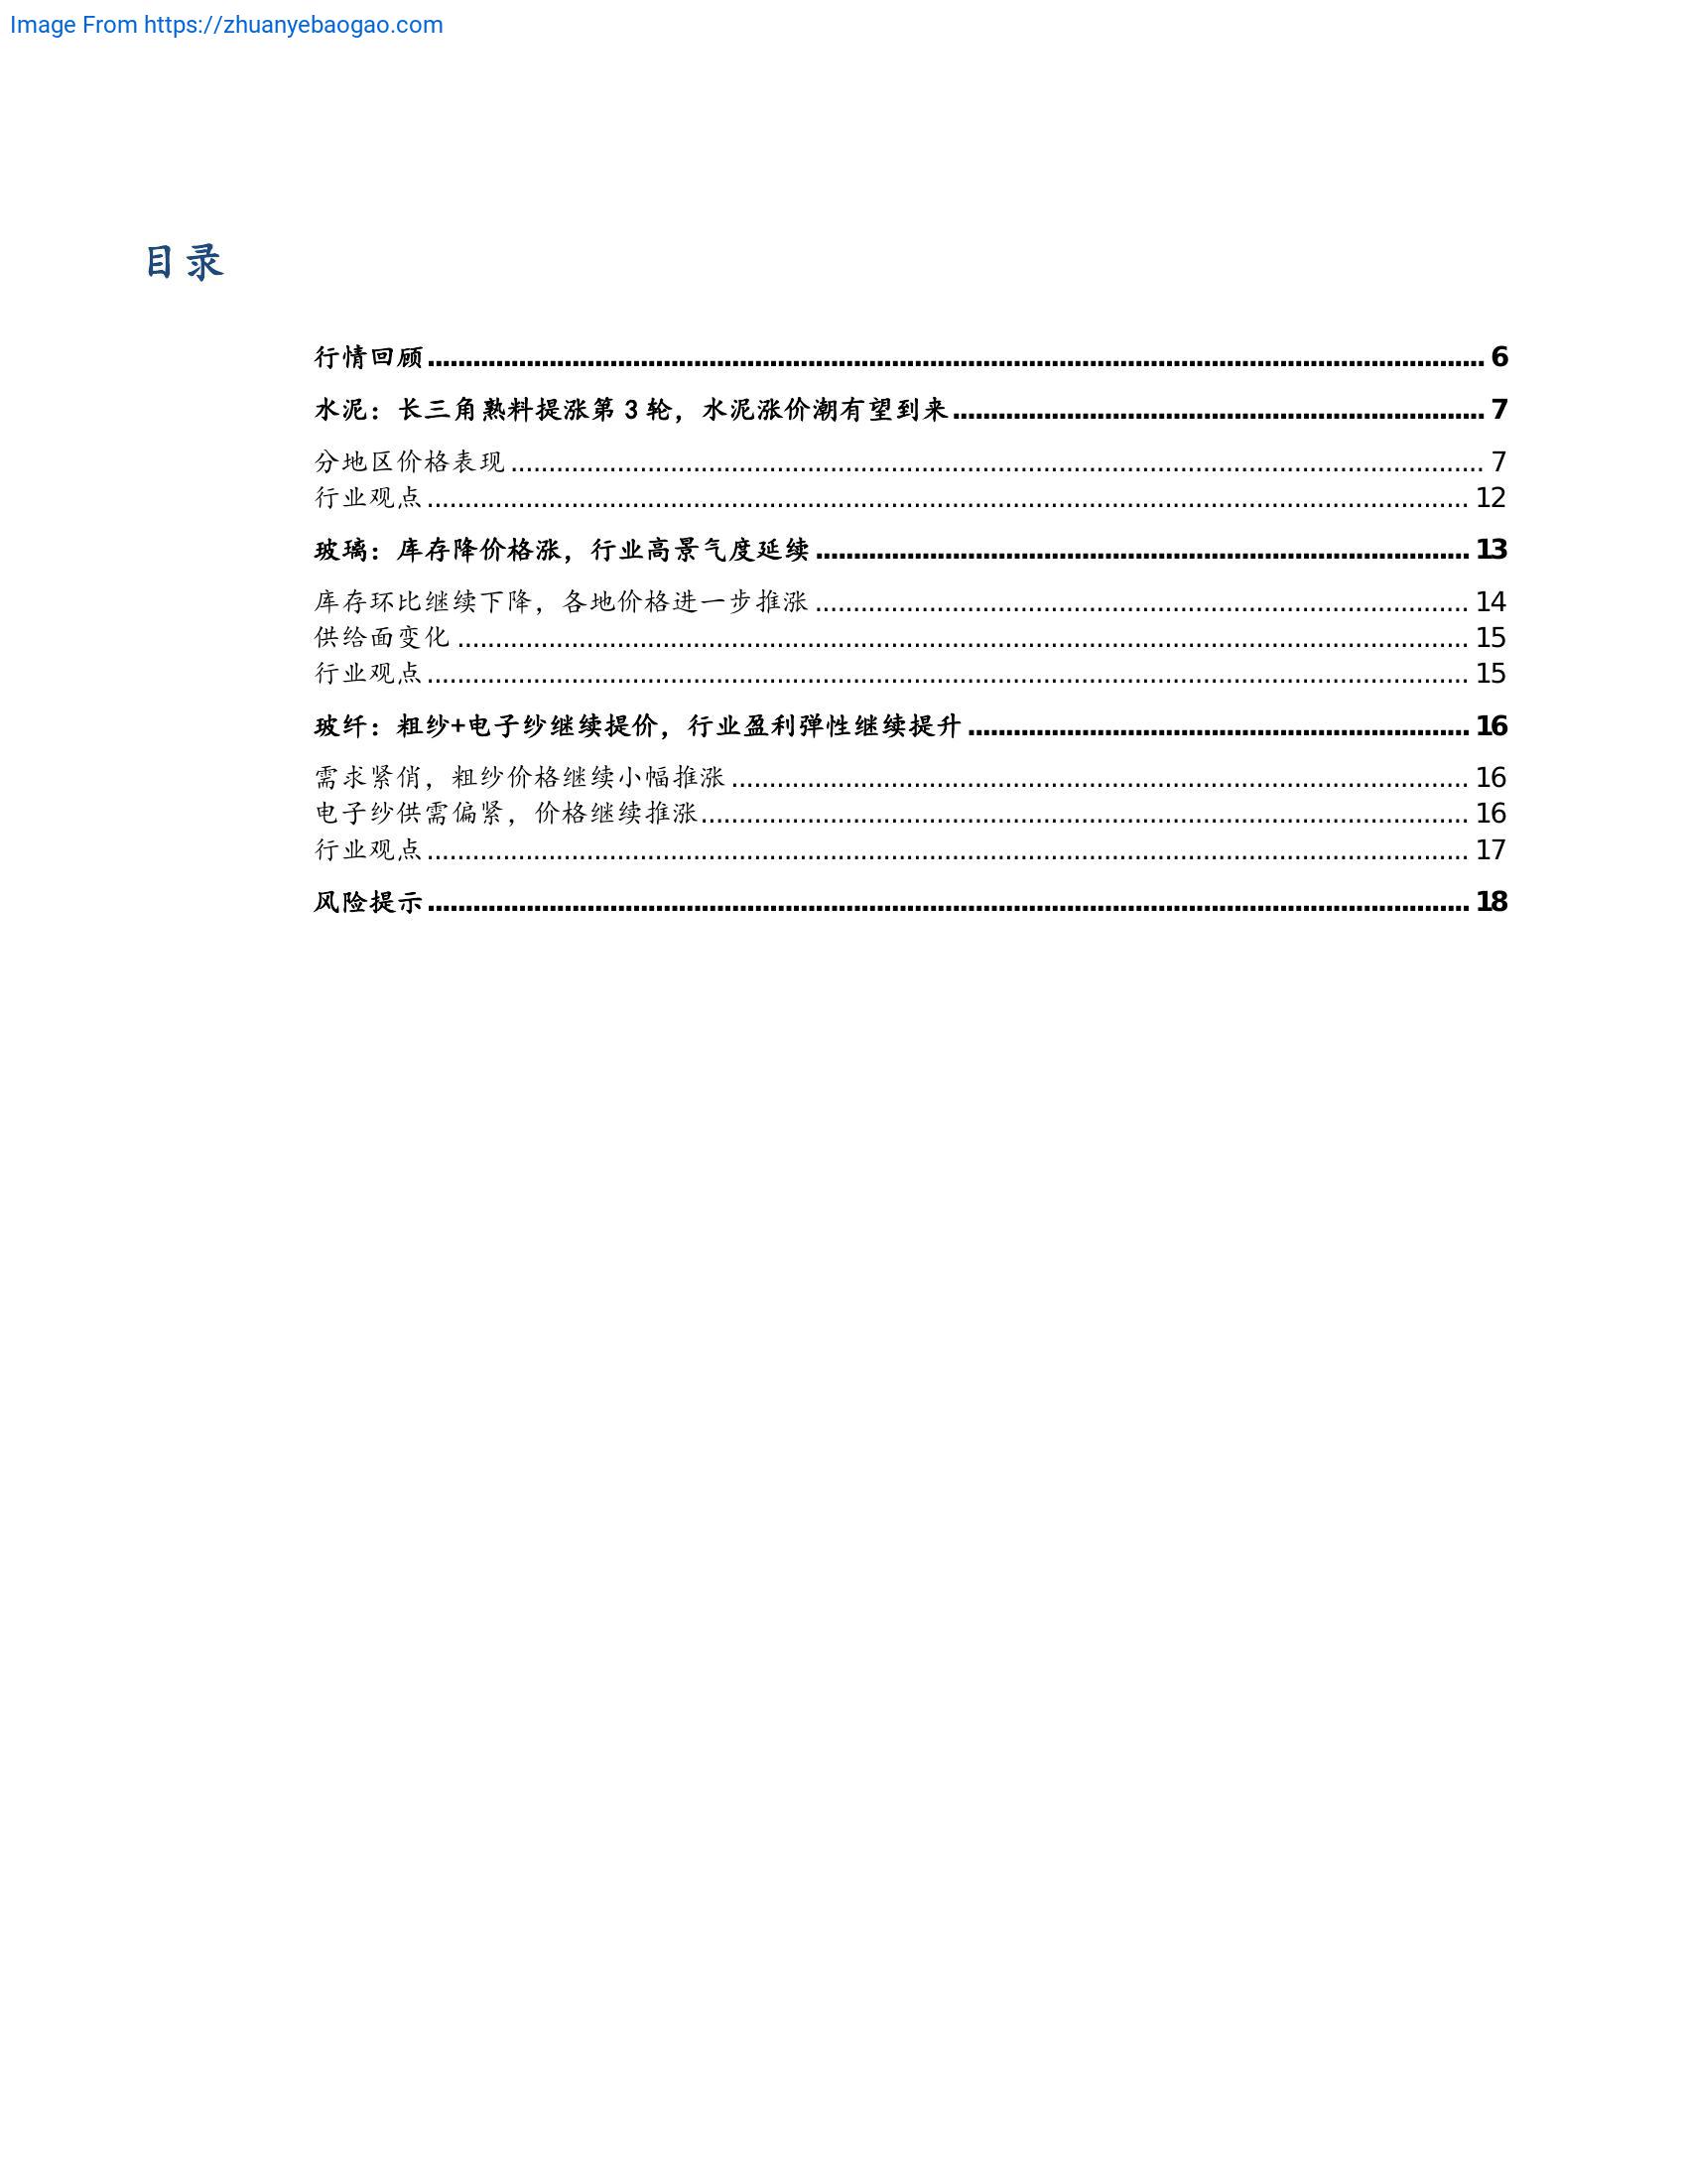 Image From https://zhuanyebaogao.com
目录
行情回顾 6
水泥：长三角熟料提涨第 3 轮，水泥涨价潮有望到来 7
分地区价格表现 7
行业观点 12
玻璃：库存降价格涨，行业高景气度延续 13
库存环比继续下降，各地价格进一步推涨 14
供给面变化 15
行业观点 15
玻纤：粗纱+电子纱继续提价，行业盈利弹性继续提升 16
需求紧俏，粗纱价格继续小幅推涨 16
电子纱供需偏紧，价格继续推涨 16
行业观点 17
风险提示 18